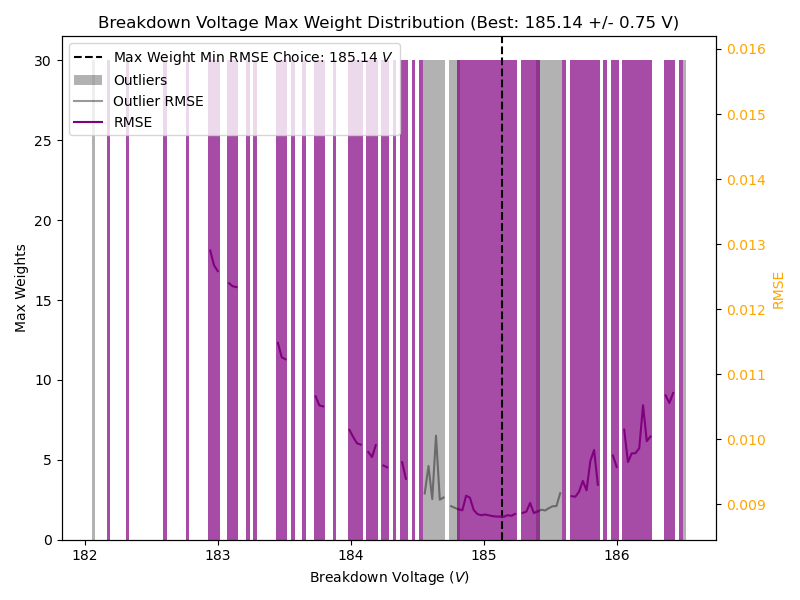 Breakdown Voltage Max Weight Distribution (Best: 185.14 +/- 0.75 V)
Max Weight Min RMSE Choice: 185.14 V
Outliers
Outlier RMSE
RMSE
30
25
20
15
10
5
0
Max Weights
0.016
0.015
0.014
0.013
0.012
0.011
0.010
0.009
RMSE
182 183 184 185 186
Breakdown Voltage (V)